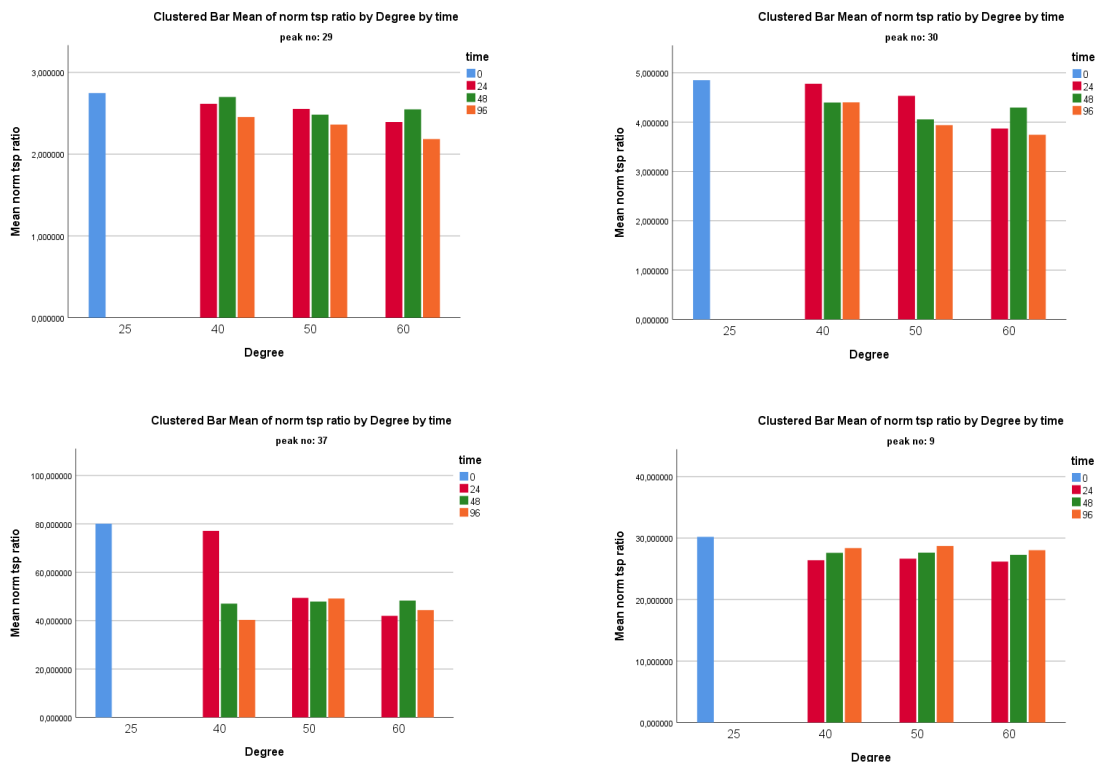 Clustered Bar Mean of norm tsp ratio by Degree by time
peak no: 29
Mean norm tsp ratio
3,000000
2,000000
1,000000
0,000000
25
40
50
60
Degree
time
0
24
48
96
Clustered Bar Mean of norm tsp ratio by Degree by time
peak no: 30
Mean norm tsp ratio
5,000000
4,000000
3,000000
2,000000
1,000000
0,000000
25
40
50
60
Degree
time
0
24
48
96
Clustered Bar Mean of norm tsp ratio by Degree by time
peak no: 37
Mean norm tsp ratio
100,000000
80,000000
60,000000
40,000000
20,000000
0,000000
25
40
50
60
Degree
time
0
24
48
96
Clustered Bar Mean of norm tsp ratio by Degree by time
peak no: 9
Mean norm tsp ratio
40,000000
30,000000
20,000000
10,000000
0,000000
25
40
50
60
Degree
time
0
24
48
96